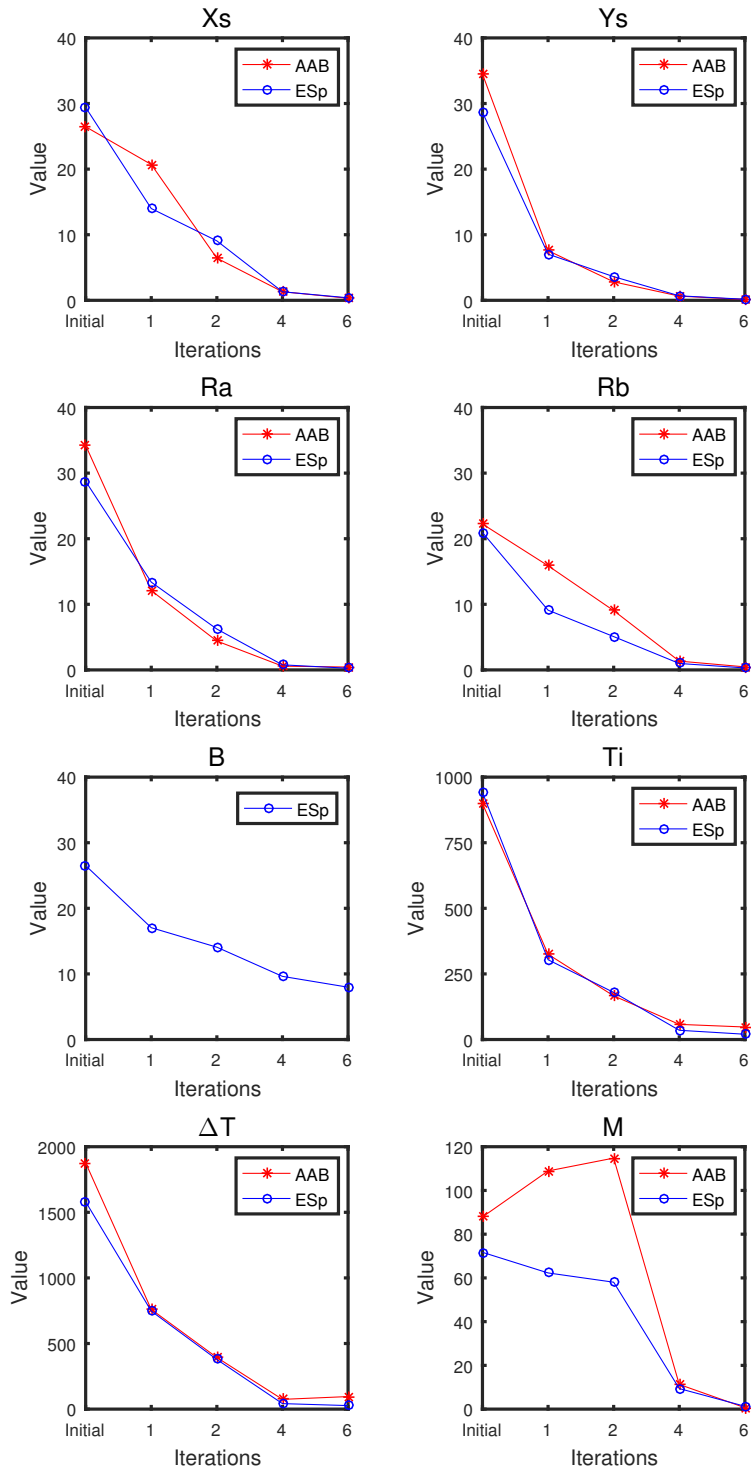 Xs
40
30
20
10
0
Value
AAB
ESp
Initial 1 2 4 6
Iterations
Ys
40
30
20
10
0
Value
AAB
ESp
Initial 1 2 4 6
Iterations
Ra
40
30
20
10
0
Value
AAB
ESp
Initial 1 2 4 6
Iterations
Rb
40
30
20
10
0
Value
AAB
ESp
Initial 1 2 4 6
Iterations
B
40
30
20
10
0
Value
ESp
Initial 1 2 4 6
Iterations
Ti
1000
750
500
250
0
Value
AAB
ESp
Initial 1 2 4 6
Iterations
ΔT
2000
1500
1000
500
0
Value
AAB
ESp
Initial 1 2 4 6
Iterations
M
120
100
80
60
40
20
0
Value
AAB
ESp
Initial 1 2 4 6
Iterations